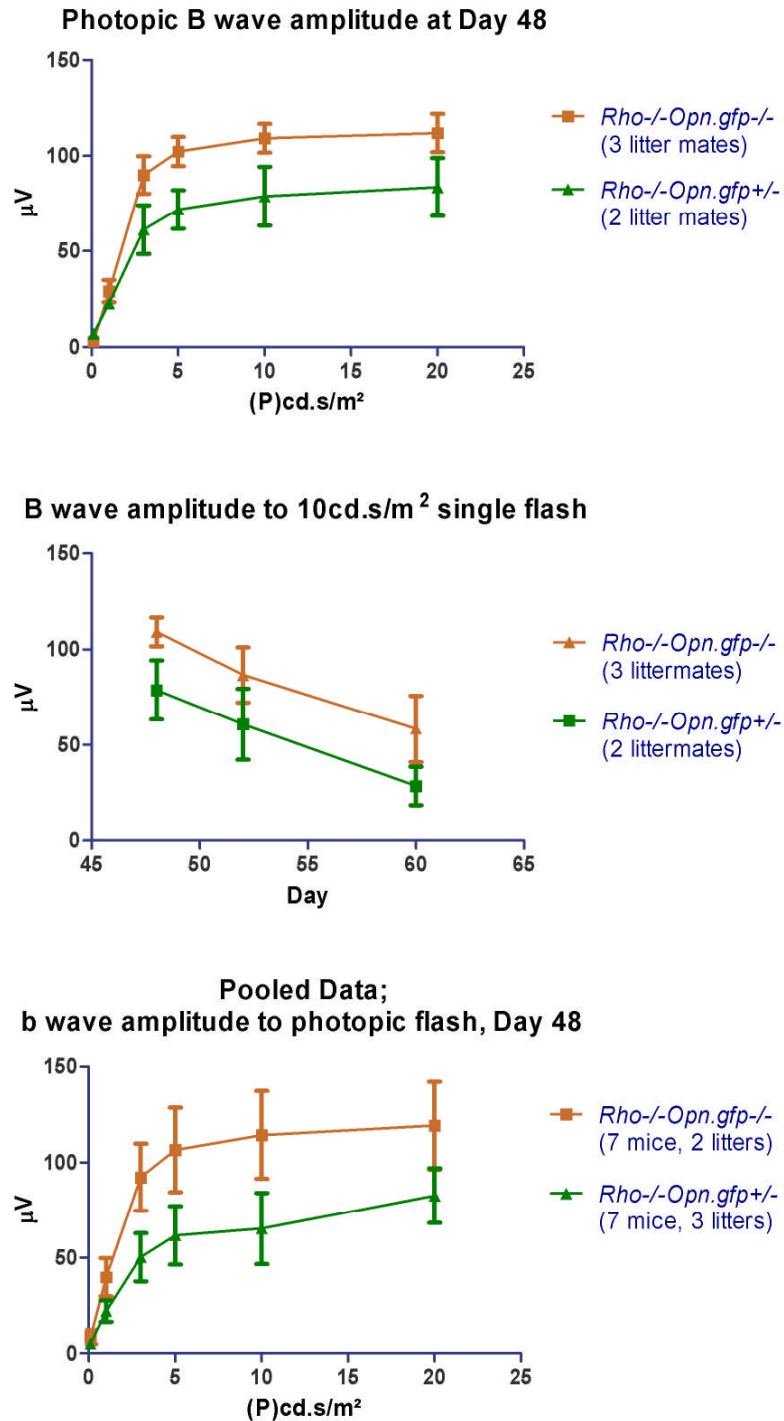 Photopic B wave amplitude at Day 48
150
100
50
0
µV
0 5 10 15 20 25
(P)cd.s/m²
Rho-/-Opn.gfp-/-
(3 litter mates)
Rho-/-Opn.gfp+/-
(2 litter mates)
B wave amplitude to 10cd.s/m² single flash
150
100
50
0
µV
45 50 55 60 65
Day
Rho-/-Opn.gfp-/-
(3 littermates)
Rho-/-Opn.gfp+/-
(2 littermates)
Pooled Data;
b wave amplitude to photopic flash, Day 48
150
100
50
0
µV
0 5 10 15 20 25
(P)cd.s/m²
Rho-/-Opn.gfp-/-
(7 mice, 2 litters)
Rho-/-Opn.gfp+/-
(7 mice, 3 litters)